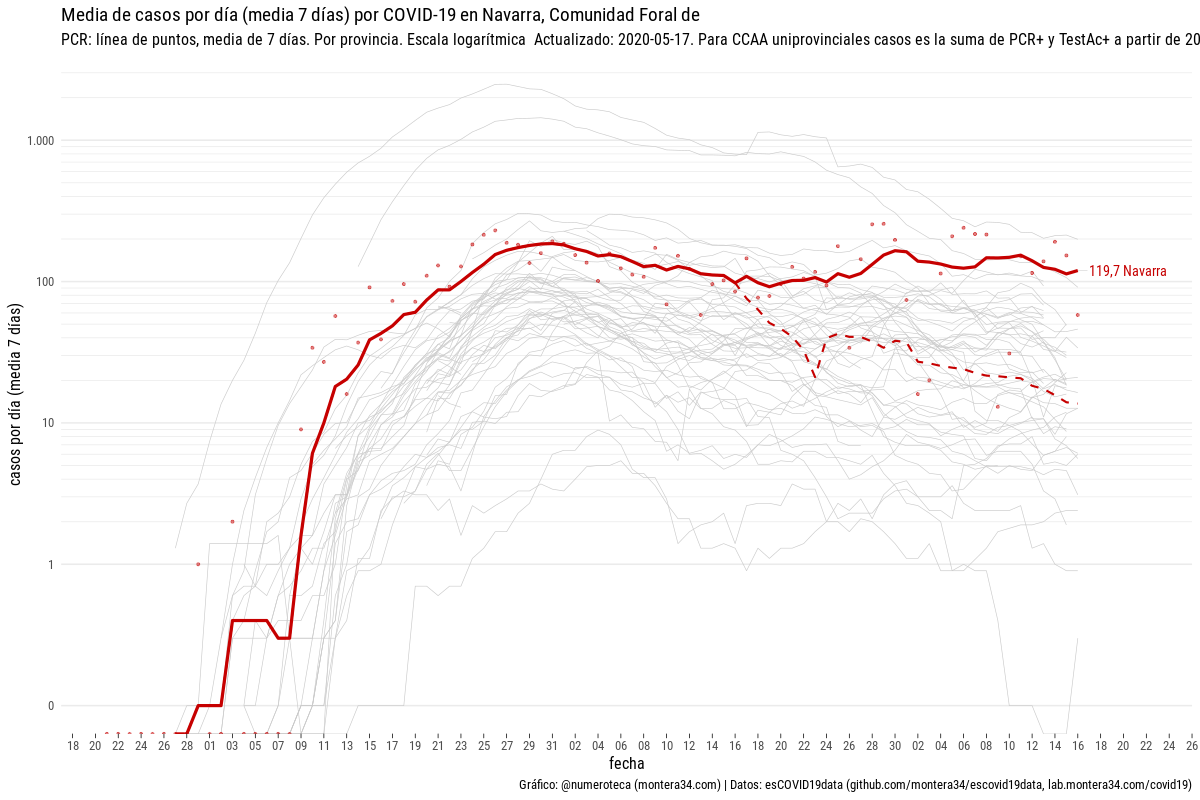 Media de casos por día (media 7 días) por COVID-19 en Navarra, Comunidad Foral de
PCR: línea de puntos, media de 7 días. Por provincia. Escala logarítmica  Actualizado: 2020-05-17. Para CCAA uniprovinciales casos es la suma de PCR+ y TestAc+ a partir de 20
casos por día (media 7 días)
1.000
100
10
1
0
119,7 Navarra
18 20 22 24 26 28 01 03 05 07 09 11 13 15 17 19 21 23 25 27 29 31 02 04 06 08 10 12 14 16 18 20 22 24 26 28 30 02 04 06 08 10 12 14 16 18 20 22 24 26
fecha
Gráfico: @numeroteca (montera34.com) | Datos: esCOVID19data (github.com/montera34/escovid19data, lab.montera34.com/covid19)